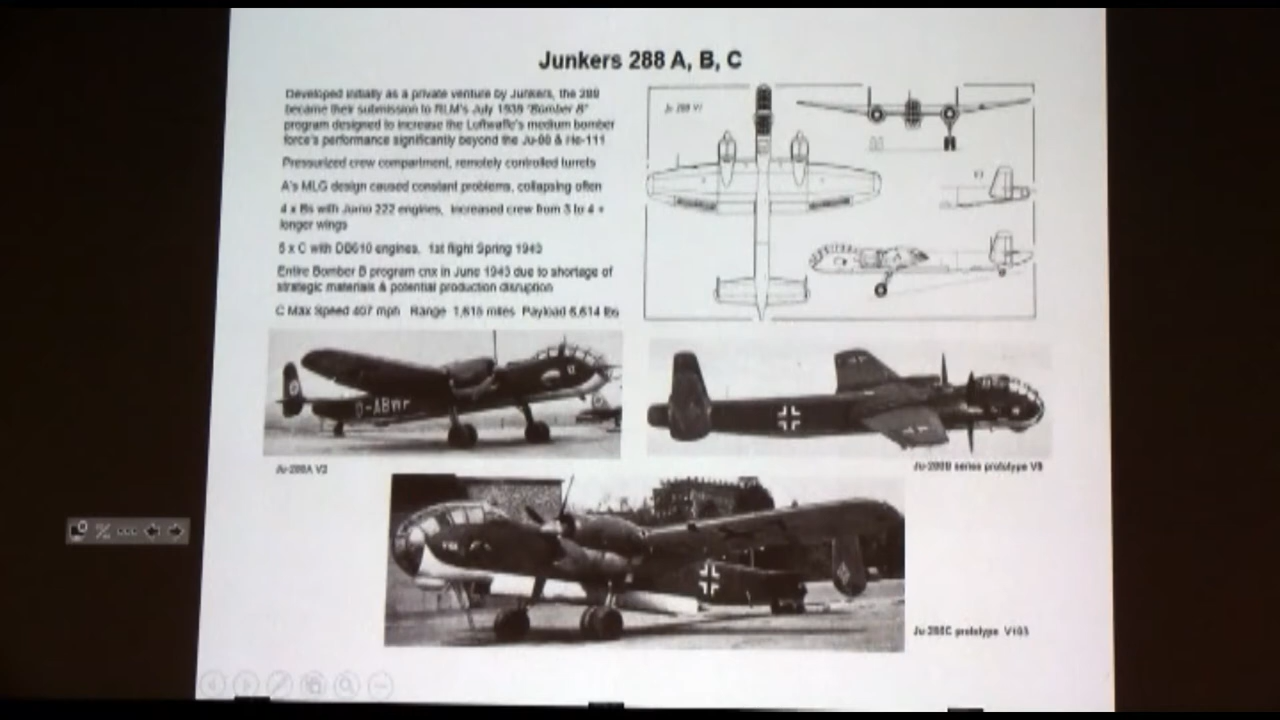 Junkers 288 A, B, C
Developed initially as a private venture by Junkers, the 288
became their submission to RLM's July 1939 "Bomber B"
program designed to increase the Luftwaffe's medium bomber
force's performance significantly beyond the Ju-88 & He-111
Pressurized crew compartment, remotely controlled turrets
A's MLG design caused constant problems, collapsing often
4 x Bs with Jumo 222 engines, increased crew from 3 to 4 +
longer wings
5 x C with DB610 engines. 1st flight Spring 1943
Entire Bomber B program cnx in June 1943 due to shortage of
strategic materials & potential production disruption
C Max Speed 407 mph Range 1,615 miles Payload 6,614 lbs
Ju 288 V1
D-ABWP
Ju-288A V2
Ju-288B series prototype V9
Ju-288C prototype V103